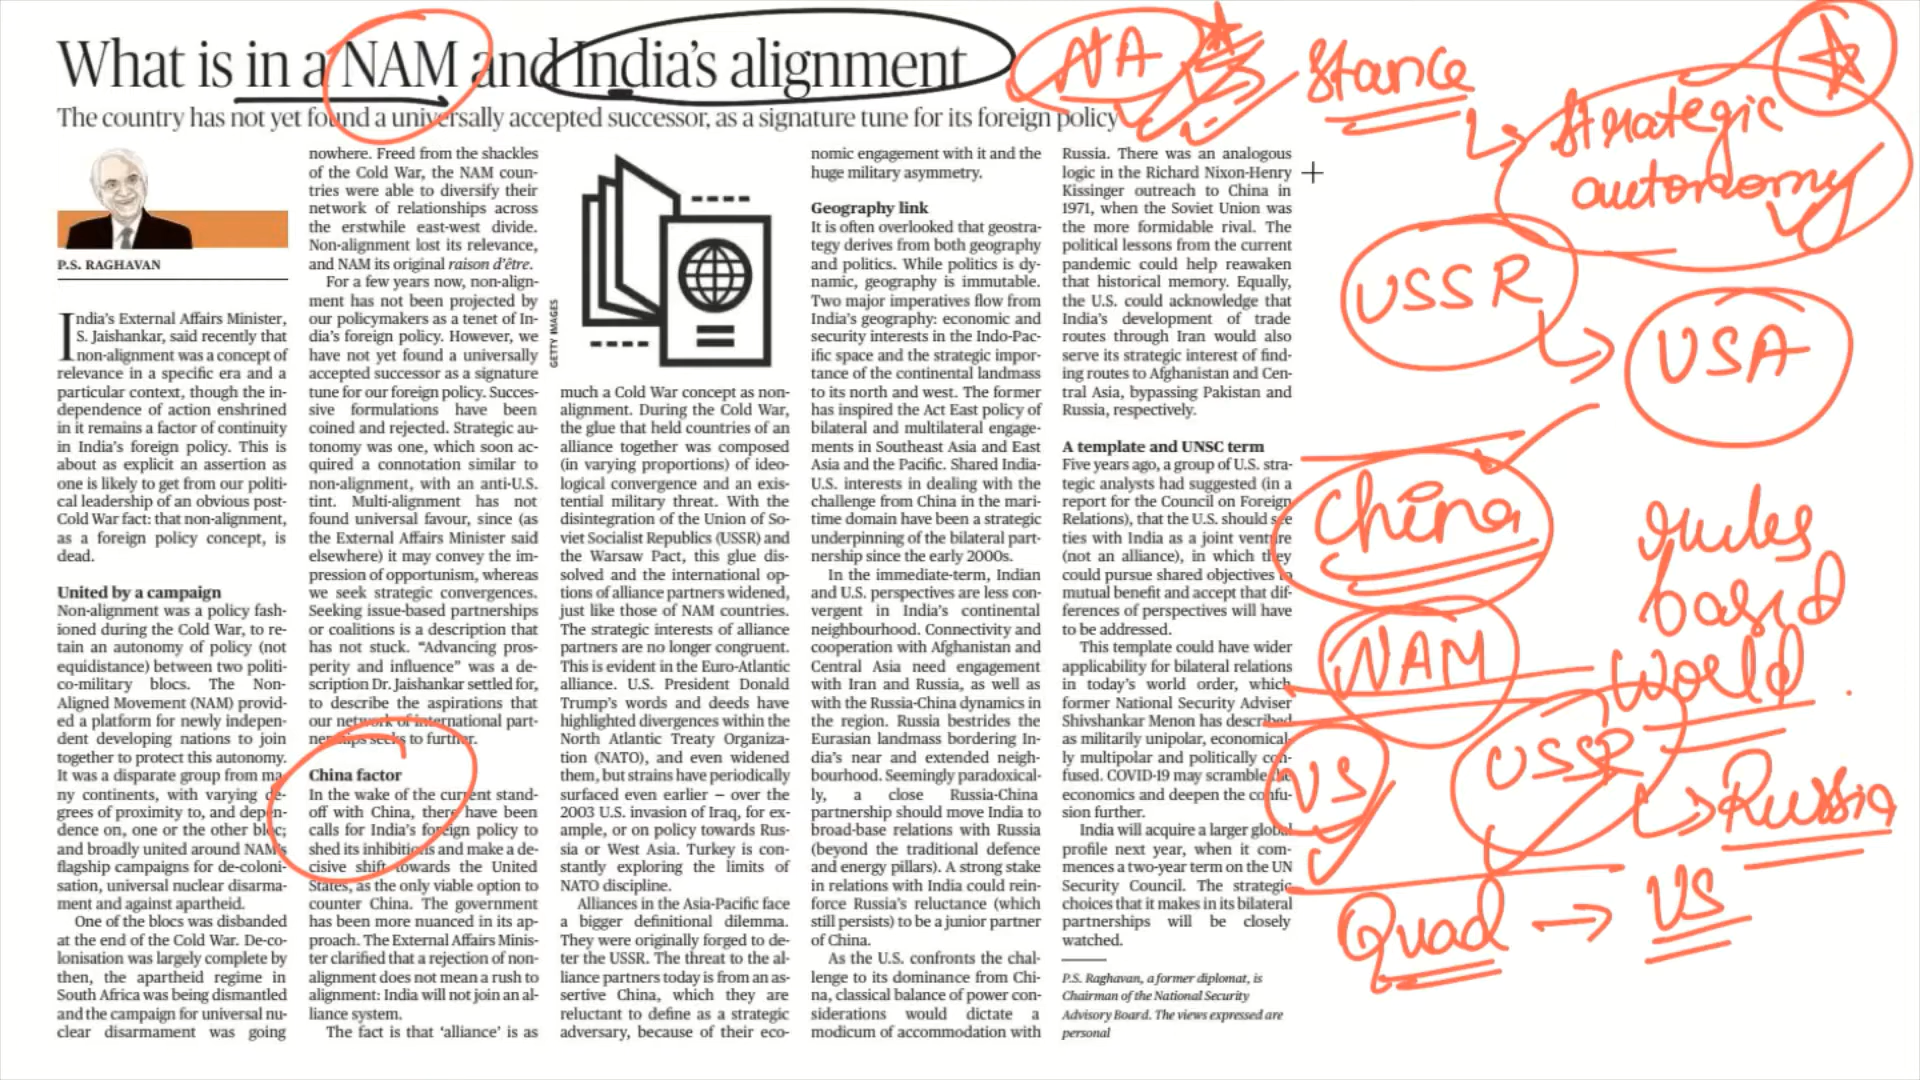 What is in a NAM and India's alignment
The country has not yet found a universally accepted successor, as a signature tune for its foreign policy
P.S. RAGHAVAN
India's External Affairs Minister,
S. Jaishankar, said recently that
non-alignment was a concept of
relevance in a specific era and a
particular context, though the in-
dependence of action enshrined
in it remains a factor of continuity
in India's foreign policy. This is
about as explicit an assertion as
one is likely to get from our politi-
cal leadership of an obvious post-
Cold War fact: that non-alignment,
as a foreign policy concept, is
dead.
United by a campaign
Non-alignment was a policy fash-
ioned during the Cold War, to re-
tain an autonomy of policy (not
equidistance) between two politi-
co-military blocs. The Non-
Aligned Movement (NAM) provid-
ed a platform for newly indepen-
dent developing nations to join
together to protect this autonomy.
It was a disparate group from ma-
ny continents, with varying de-
grees of proximity to, and depen-
dence on, one or the other bloc;
and broadly united around NAM's
flagship campaigns for de-coloni-
sation, universal nuclear disarma-
ment and against apartheid.
One of the blocs was disbanded
at the end of the Cold War. De-co-
lonisation was largely complete by
then, the apartheid regime in
South Africa was being dismantled
and the campaign for universal nu-
clear disarmament was going
nowhere. Freed from the shackles
of the Cold War, the NAM coun-
tries were able to diversify their
network of relationships across
the erstwhile east-west divide.
Non-alignment lost its relevance,
and NAM its original raison d'être.
For a few years now, non-align-
ment has not been projected by
our policymakers as a tenet of In-
dia's foreign policy. However, we
have not yet found a universally
accepted successor as a signature
tune for our foreign policy. Succes-
sive formulations have been
coined and rejected. Strategic au-
tonomy was one, which soon ac-
quired a connotation similar to
non-alignment, with an anti-U.S.
tint. Multi-alignment has not
found universal favour, since (as
the External Affairs Minister said
elsewhere) it may convey the im-
pression of opportunism, whereas
we seek strategic convergences.
Seeking issue-based partnerships
or coalitions is a description that
has not stuck. "Advancing pros-
perity and influence" was a de-
scription Dr. Jaishankar settled for,
to describe the aspirations that
our network of international part-
nerships seeks to further.
China factor
In the wake of the current stand-
off with China, there have been
calls for India's foreign policy to
shed its inhibitions and make a de-
cisive shift towards the United
States, as the only viable option to
counter China. The government
has been more nuanced in its ap-
proach. The External Affairs Minis-
ter clarified that a rejection of non-
alignment does not mean a rush to
alignment: India will not join an al-
liance system.
The fact is that 'alliance' is as
GETTY IMAGES
much a Cold War concept as non-
alignment. During the Cold War,
the glue that held countries of an
alliance together was composed
(in varying proportions) of ideo-
logical convergence and an exis-
tential military threat. With the
disintegration of the Union of So-
viet Socialist Republics (USSR) and
the Warsaw Pact, this glue dis-
solved and the international op-
tions of alliance partners widened,
just like those of NAM countries.
The strategic interests of alliance
partners are no longer congruent.
This is evident in the Euro-Atlantic
alliance. U.S. President Donald
Trump's words and deeds have
highlighted divergences within the
North Atlantic Treaty Organiza-
tion (NATO), and even widened
them, but strains have periodically
surfaced even earlier – over the
2003 U.S. invasion of Iraq, for ex-
ample, or on policy towards Rus-
sia or West Asia. Turkey is con-
stantly exploring the limits of
NATO discipline.
Alliances in the Asia-Pacific face
a bigger definitional dilemma.
They were originally forged to de-
ter the USSR. The threat to the al-
liance partners today is from an as-
sertive China, which they are
reluctant to define as a strategic
adversary, because of their eco-
nomic engagement with it and the
huge military asymmetry.
Geography link
It is often overlooked that geostra-
tegy derives from both geography
and politics. While politics is dy-
namic, geography is immutable.
Two major imperatives flow from
India's geography: economic and
security interests in the Indo-Pac-
ific space and the strategic impor-
tance of the continental landmass
to its north and west. The former
has inspired the Act East policy of
bilateral and multilateral engage-
ments in Southeast Asia and East
Asia and the Pacific. Shared India-
U.S. interests in dealing with the
challenge from China in the mari-
time domain have been a strategic
underpinning of the bilateral part-
nership since the early 2000s.
In the immediate-term, Indian
and U.S. perspectives are less con-
vergent in India's continental
neighbourhood. Connectivity and
cooperation with Afghanistan and
Central Asia need engagement
with Iran and Russia, as well as
with the Russia-China dynamics in
the region. Russia bestrides the
Eurasian landmass bordering In-
dia's near and extended neigh-
bourhood. Seemingly paradoxical-
ly, a close Russia-China
partnership should move India to
broad-base relations with Russia
(beyond the traditional defence
and energy pillars). A strong stake
in relations with India could rein-
force Russia's reluctance (which
still persists) to be a junior partner
of China.
As the U.S. confronts the chal-
lenge to its dominance from Chi-
na, classical balance of power con-
siderations would dictate a
modicum of accommodation with
Russia. There was an analogous
logic in the Richard Nixon-Henry
Kissinger outreach to China in
1971, when the Soviet Union was
the more formidable rival. The
political lessons from the current
pandemic could help reawaken
that historical memory. Equally,
the U.S. could acknowledge that
India's development of trade
routes through Iran would also
serve its strategic interest of find-
ing routes to Afghanistan and Cen-
tral Asia, bypassing Pakistan and
Russia, respectively.
A template and UNSC term
Five years ago, a group of U.S. stra-
tegic analysts had suggested (in a
report for the Council on Foreign
Relations), that the U.S. should see
ties with India as a joint venture
(not an alliance), in which they
could pursue shared objectives to
mutual benefit and accept that dif-
ferences of perspectives will have
to be addressed.
This template could have wider
applicability for bilateral relations
in today's world order, which
former National Security Adviser
Shivshankar Menon has described
as militarily unipolar, economical-
ly multipolar and politically con-
fused. COVID-19 may scramble the
economics and deepen the confu-
sion further.
India will acquire a larger global
profile next year, when it com-
mences a two-year term on the UN
Security Council. The strategic
choices that it makes in its bilateral
partnerships will be closely
watched.
P.S. Raghavan, a former diplomat, is
Chairman of the National Security
Advisory Board. The views expressed are
personal
NA
Stance
Strategic
autonomy
USSR
USA
China
rules
based
world
NAM
US
USSR
Russia
Quad → US